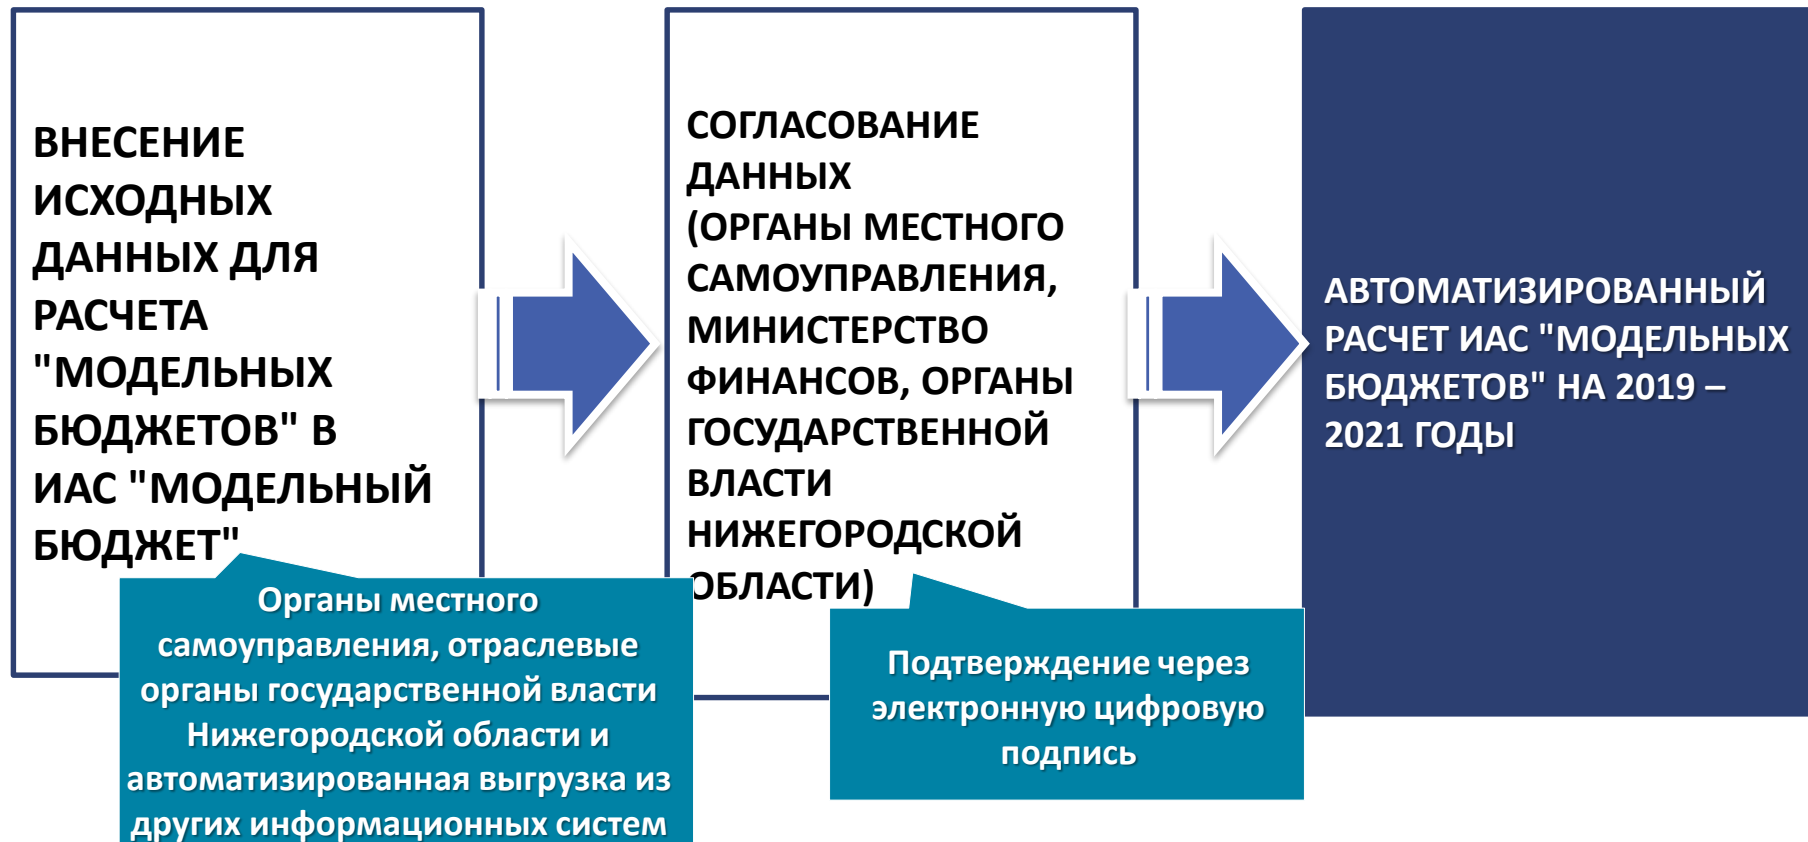 ВНЕСЕНИЕ
ИСХОДНЫХ
ДАННЫХ ДЛЯ
РАСЧЕТА
"МОДЕЛЬНЫХ
БЮДЖЕТОВ" В
ИАС "МОДЕЛЬНЫЙ
БЮДЖЕТ"
Органы местного
самоуправления, отраслевые
органы государственной власти
Нижегородской области и
автоматизированная выгрузка из
других информационных систем
СОГЛАСОВАНИЕ
ДАННЫХ
(ОРГАНЫ МЕСТНОГО
САМОУПРАВЛЕНИЯ,
МИНИСТЕРСТВО
ФИНАНСОВ, ОРГАНЫ
ГОСУДАРСТВЕННОЙ
ВЛАСТИ
НИЖЕГОРОДСКОЙ
ОБЛАСТИ)
Подтверждение через
электронную цифровую
подпись
АВТОМАТИЗИРОВАННЫЙ
РАСЧЕТ ИАС "МОДЕЛЬНЫХ
БЮДЖЕТОВ" НА 2019 –
2021 ГОДЫ